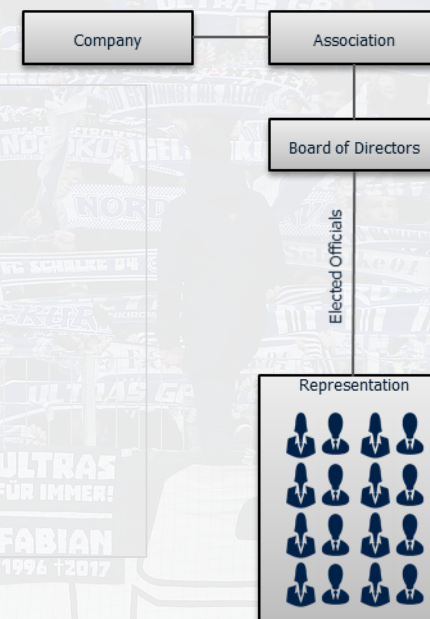 Company
Association
Board of Directors
Elected Officials
Representation
NORD
FC SCHALKE 04
ULTRAS GE
ULTRAS
FÜR IMMER!
FABIAN
1996 †2017